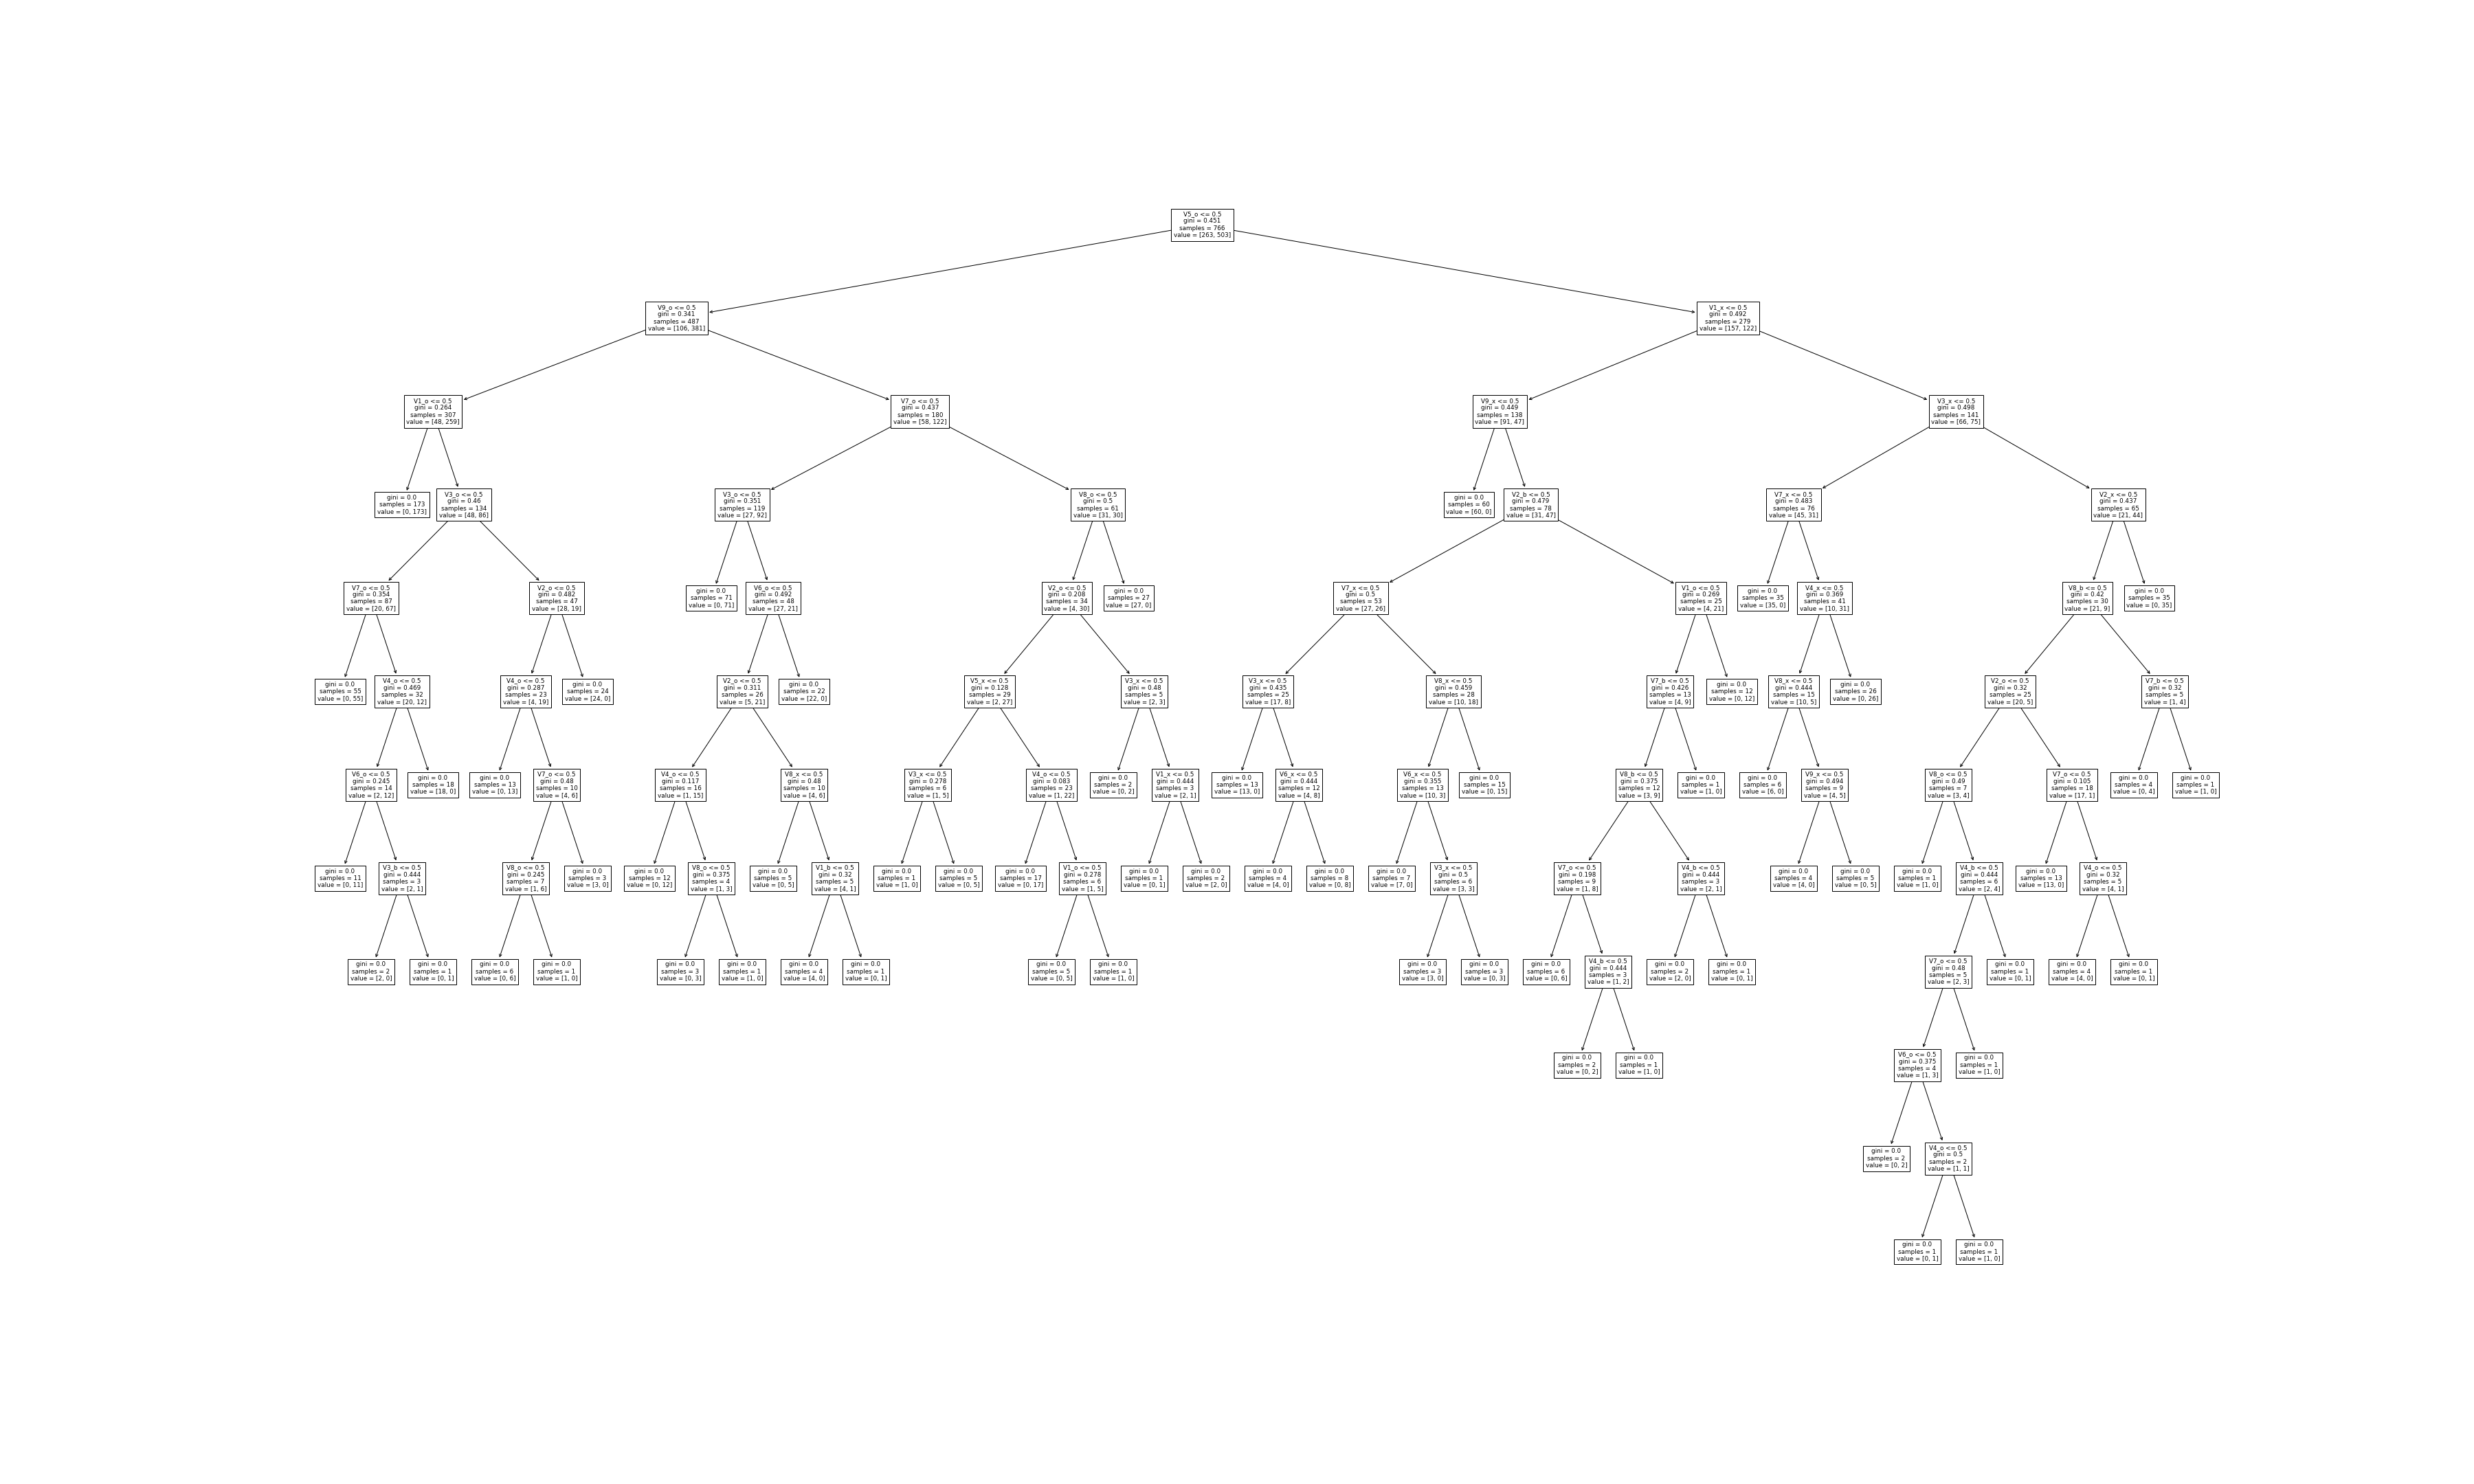 V5_o <= 0.5
gini = 0.451
samples = 766
value = [263, 503]
V9_o <= 0.5
gini = 0.341
samples = 487
value = [106, 381]
V1_x <= 0.5
gini = 0.492
samples = 279
value = [157, 122]
V1_o <= 0.5
gini = 0.264
samples = 307
value = [48, 259]
V7_o <= 0.5
gini = 0.437
samples = 180
value = [58, 122]
V9_x <= 0.5
gini = 0.449
samples = 138
value = [91, 47]
V3_x <= 0.5
gini = 0.498
samples = 141
value = [66, 75]
gini = 0.0
samples = 173
value = [0, 173]
V3_o <= 0.5
gini = 0.46
samples = 134
value = [48, 86]
V3_o <= 0.5
gini = 0.351
samples = 119
value = [27, 92]
V8_o <= 0.5
gini = 0.5
samples = 61
value = [31, 30]
gini = 0.0
samples = 60
value = [60, 0]
V2_b <= 0.5
gini = 0.479
samples = 78
value = [31, 47]
V7_x <= 0.5
gini = 0.483
samples = 76
value = [45, 31]
V2_x <= 0.5
gini = 0.437
samples = 65
value = [21, 44]
V7_o <= 0.5
gini = 0.354
samples = 87
value = [20, 67]
V2_o <= 0.5
gini = 0.482
samples = 47
value = [28, 19]
gini = 0.0
samples = 71
value = [0, 71]
V6_o <= 0.5
gini = 0.492
samples = 48
value = [27, 21]
V2_o <= 0.5
gini = 0.208
samples = 34
value = [4, 30]
gini = 0.0
samples = 27
value = [27, 0]
V7_x <= 0.5
gini = 0.5
samples = 53
value = [27, 26]
V1_o <= 0.5
gini = 0.269
samples = 25
value = [4, 21]
gini = 0.0
samples = 35
value = [35, 0]
V4_x <= 0.5
gini = 0.369
samples = 41
value = [10, 31]
V8_b <= 0.5
gini = 0.42
samples = 30
value = [21, 9]
gini = 0.0
samples = 35
value = [0, 35]
gini = 0.0
samples = 55
value = [0, 55]
V4_o <= 0.5
gini = 0.469
samples = 32
value = [20, 12]
V4_o <= 0.5
gini = 0.287
samples = 23
value = [4, 19]
gini = 0.0
samples = 24
value = [24, 0]
V2_o <= 0.5
gini = 0.311
samples = 26
value = [5, 21]
gini = 0.0
samples = 22
value = [22, 0]
V5_x <= 0.5
gini = 0.128
samples = 29
value = [2, 27]
V3_x <= 0.5
gini = 0.48
samples = 5
value = [2, 3]
V3_x <= 0.5
gini = 0.435
samples = 25
value = [17, 8]
V8_x <= 0.5
gini = 0.459
samples = 28
value = [10, 18]
V7_b <= 0.5
gini = 0.426
samples = 13
value = [4, 9]
gini = 0.0
samples = 12
value = [0, 12]
V8_x <= 0.5
gini = 0.444
samples = 15
value = [10, 5]
gini = 0.0
samples = 26
value = [0, 26]
V2_o <= 0.5
gini = 0.32
samples = 25
value = [20, 5]
V7_b <= 0.5
gini = 0.32
samples = 5
value = [1, 4]
V6_o <= 0.5
gini = 0.245
samples = 14
value = [2, 12]
gini = 0.0
samples = 18
value = [18, 0]
gini = 0.0
samples = 13
value = [0, 13]
V7_o <= 0.5
gini = 0.48
samples = 10
value = [4, 6]
V4_o <= 0.5
gini = 0.117
samples = 16
value = [1, 15]
V8_x <= 0.5
gini = 0.48
samples = 10
value = [4, 6]
V3_x <= 0.5
gini = 0.278
samples = 6
value = [1, 5]
V4_o <= 0.5
gini = 0.083
samples = 23
value = [1, 22]
gini = 0.0
samples = 2
value = [0, 2]
V1_x <= 0.5
gini = 0.444
samples = 3
value = [2, 1]
gini = 0.0
samples = 13
value = [13, 0]
V6_x <= 0.5
gini = 0.444
samples = 12
value = [4, 8]
V6_x <= 0.5
gini = 0.355
samples = 13
value = [10, 3]
gini = 0.0
samples = 15
value = [0, 15]
V8_b <= 0.5
gini = 0.375
samples = 12
value = [3, 9]
gini = 0.0
samples = 1
value = [1, 0]
gini = 0.0
samples = 6
value = [6, 0]
V9_x <= 0.5
gini = 0.494
samples = 9
value = [4, 5]
V8_o <= 0.5
gini = 0.49
samples = 7
value = [3, 4]
V7_o <= 0.5
gini = 0.105
samples = 18
value = [17, 1]
gini = 0.0
samples = 4
value = [0, 4]
gini = 0.0
samples = 1
value = [1, 0]
gini = 0.0
samples = 11
value = [0, 11]
V3_b <= 0.5
gini = 0.444
samples = 3
value = [2, 1]
V8_o <= 0.5
gini = 0.245
samples = 7
value = [1, 6]
gini = 0.0
samples = 3
value = [3, 0]
gini = 0.0
samples = 12
value = [0, 12]
V8_o <= 0.5
gini = 0.375
samples = 4
value = [1, 3]
gini = 0.0
samples = 5
value = [0, 5]
V1_b <= 0.5
gini = 0.32
samples = 5
value = [4, 1]
gini = 0.0
samples = 1
value = [1, 0]
gini = 0.0
samples = 5
value = [0, 5]
gini = 0.0
samples = 17
value = [0, 17]
V1_o <= 0.5
gini = 0.278
samples = 6
value = [1, 5]
gini = 0.0
samples = 1
value = [0, 1]
gini = 0.0
samples = 2
value = [2, 0]
gini = 0.0
samples = 4
value = [4, 0]
gini = 0.0
samples = 8
value = [0, 8]
gini = 0.0
samples = 7
value = [7, 0]
V3_x <= 0.5
gini = 0.5
samples = 6
value = [3, 3]
V7_o <= 0.5
gini = 0.198
samples = 9
value = [1, 8]
V4_b <= 0.5
gini = 0.444
samples = 3
value = [2, 1]
gini = 0.0
samples = 4
value = [4, 0]
gini = 0.0
samples = 5
value = [0, 5]
gini = 0.0
samples = 1
value = [1, 0]
V4_b <= 0.5
gini = 0.444
samples = 6
value = [2, 4]
gini = 0.0
samples = 13
value = [13, 0]
V4_o <= 0.5
gini = 0.32
samples = 5
value = [4, 1]
gini = 0.0
samples = 2
value = [2, 0]
gini = 0.0
samples = 1
value = [0, 1]
gini = 0.0
samples = 6
value = [0, 6]
gini = 0.0
samples = 1
value = [1, 0]
gini = 0.0
samples = 3
value = [0, 3]
gini = 0.0
samples = 1
value = [1, 0]
gini = 0.0
samples = 4
value = [4, 0]
gini = 0.0
samples = 1
value = [0, 1]
gini = 0.0
samples = 5
value = [0, 5]
gini = 0.0
samples = 1
value = [1, 0]
gini = 0.0
samples = 3
value = [3, 0]
gini = 0.0
samples = 3
value = [0, 3]
gini = 0.0
samples = 6
value = [0, 6]
V4_b <= 0.5
gini = 0.444
samples = 3
value = [1, 2]
gini = 0.0
samples = 2
value = [2, 0]
gini = 0.0
samples = 1
value = [0, 1]
V7_o <= 0.5
gini = 0.48
samples = 5
value = [2, 3]
gini = 0.0
samples = 1
value = [0, 1]
gini = 0.0
samples = 4
value = [4, 0]
gini = 0.0
samples = 1
value = [0, 1]
gini = 0.0
samples = 2
value = [0, 2]
gini = 0.0
samples = 1
value = [1, 0]
V6_o <= 0.5
gini = 0.375
samples = 4
value = [1, 3]
gini = 0.0
samples = 1
value = [1, 0]
gini = 0.0
samples = 2
value = [0, 2]
V4_o <= 0.5
gini = 0.5
samples = 2
value = [1, 1]
gini = 0.0
samples = 1
value = [0, 1]
gini = 0.0
samples = 1
value = [1, 0]